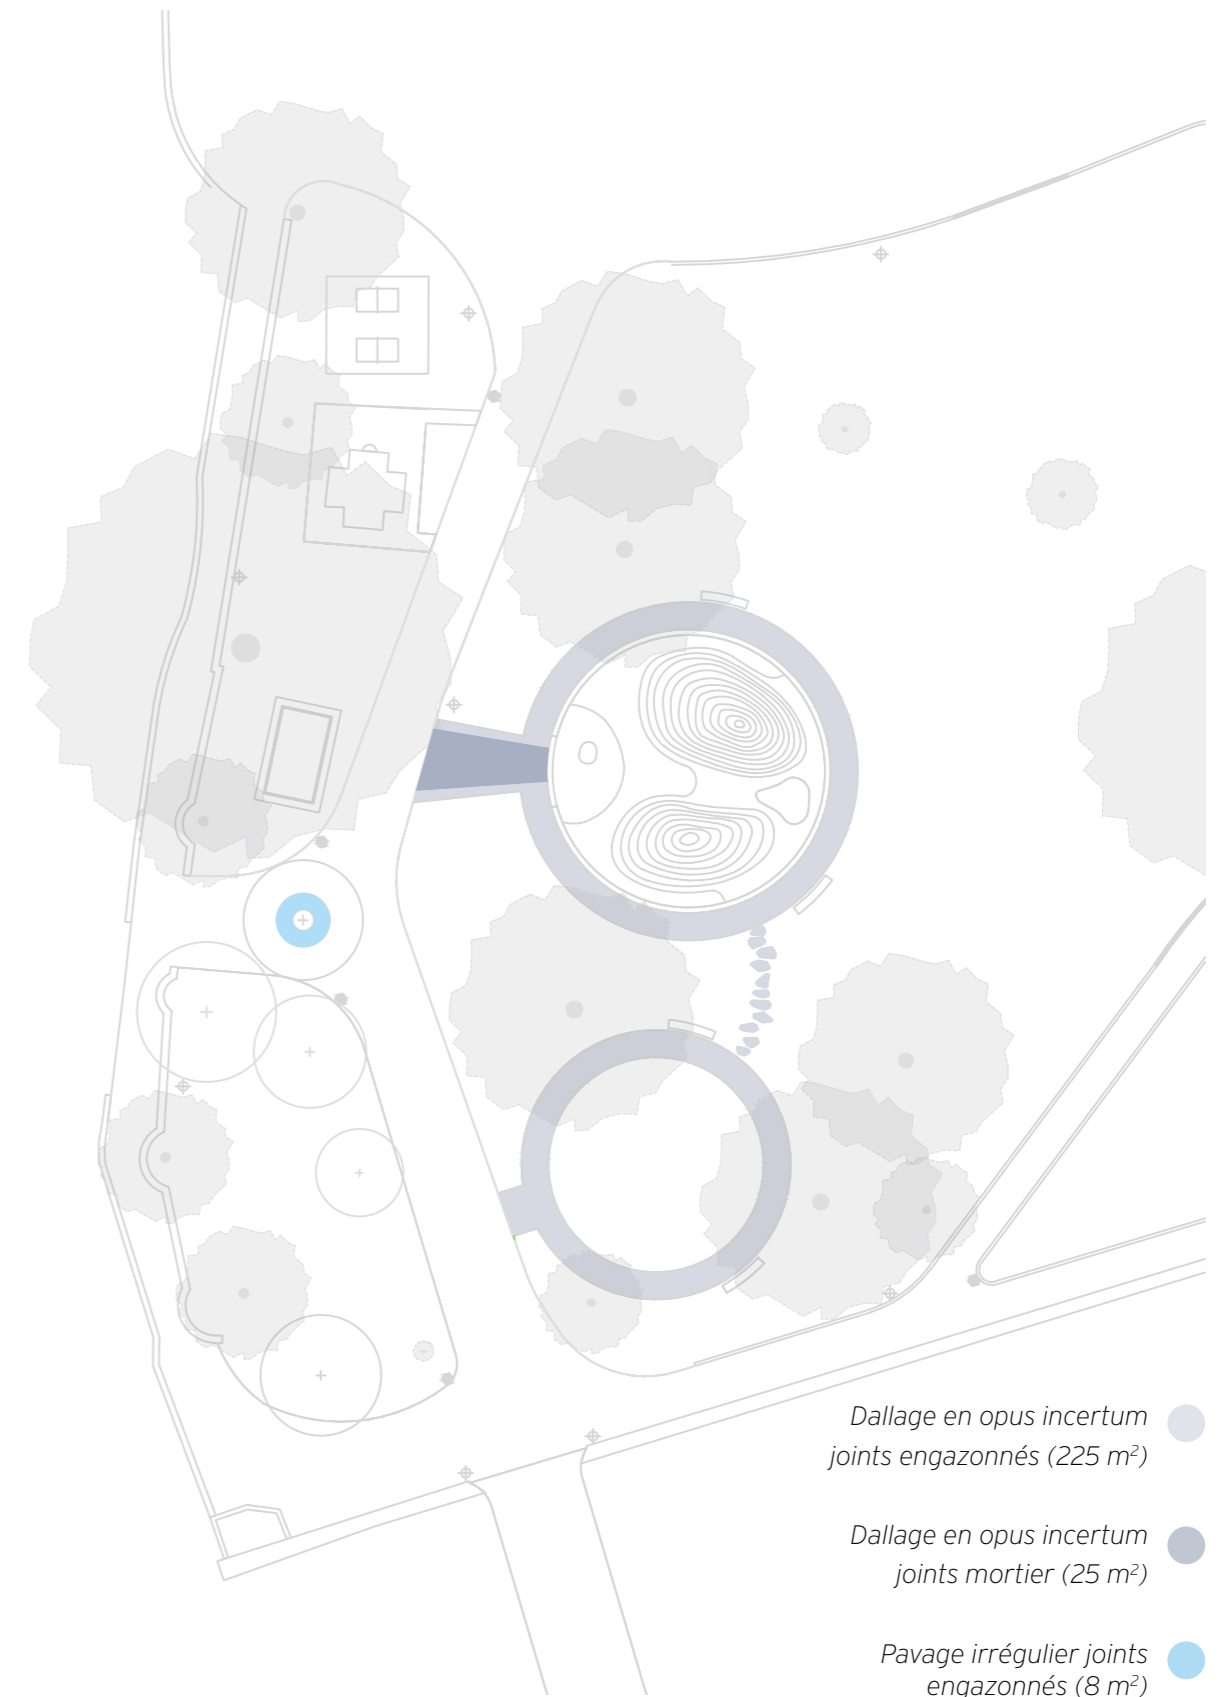 Dallage en opus incertum
joints engazonnés (225 m²)
Dallage en opus incertum
joints mortier (25 m²)
Pavage irrégulier joints
engazonnés (8 m²)